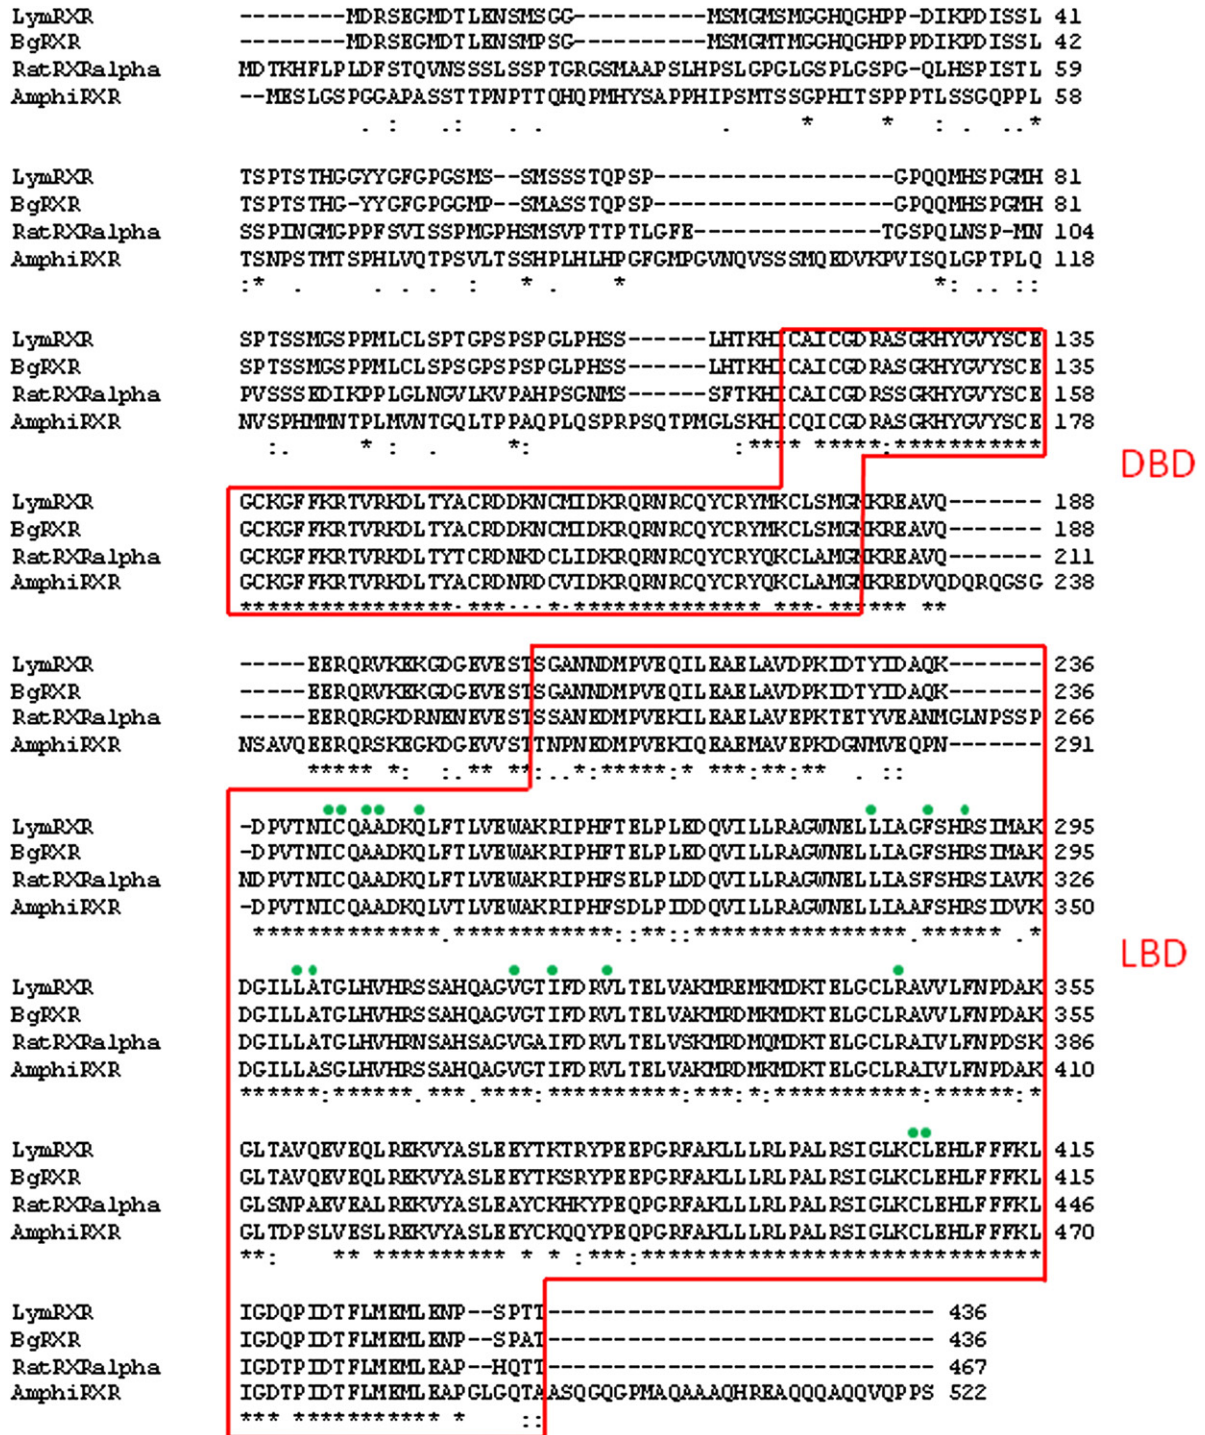 LymRXR --------MDRSEGMDTLENSMSGG----------MSMGMSMGGHQGHPP-DIKPDISSL 41
BgRXR --------MDRSEGMDTLENSMPSG----------MSMGMTMGGHQGHPPPDIKPDISSL 42
RatRXRalpha MDTKHFLPLDFSTQVNSSSLSSPTGRGSMAAPSLHPSLGPGLGSPLGSPG-QLHSPISTL 59
AmphiRXR --MESLGSPGGAPASSTTPNPTTQHQPMHYSAPPHIPSMTSSGPHITSPPPTLSSGQPPL 58
. : .: . . . * * : . ..*
LymRXR TSPTSTHGGYYGFGPGSMS--SMSSSTQPSP------------------GPQQMHSPGMH 81
BgRXR TSPTSTHG-YYGFGPGGMP--SMASSTQPSP------------------GPQQMHSPGMH 81
RatRXRalpha SSPINGMGPPFSVISSPMGPHSMSVPTTPTLGFE--------------TGSPQLNSP-MN 104
AmphiRXR TSNPSTMTSPHLVQTPSVLTSSHPLHLHPGFGMPGVNQVSSSMQEDVKPVISQLGPTPLQ 118
:* . . . . : * . * *: .. ::
LymRXR SPTSSMGSPPMLCLSPTGPSPSPGLPHSS------LHTKHICAICGDRASGKHYGVYSCE 135
BgRXR SPTSSMGSPPMLCLSPSGPSPSPGLPHSS------LHTKHICAICGDRASGKHYGVYSCE 135
RatRXRalpha PVSSSEDIKPPLGLNGVLKVPAHPSGNMS------SFTKHICAICGDRSSGKHYGVYSCE 158
AmphiRXR NVSPHMMNTPLMVNTGQLTPPAQPLQSPRPSQTPMGLSKHICQICGDRASGKHYGVYSCE 178
:. * : . *: :**** *****:***********
DBD
LymRXR GCKGFFKRTVRKDLTYACRDDKNCMIDKRQRNRCQYCRYMKCLSMGMKREAVQ------- 188
BgRXR GCKGFFKRTVRKDLTYACRDDKNCMIDKRQRNRCQYCRYMKCLSMGMKREAVQ------- 188
RatRXRalpha GCKGFFKRTVRKDLTYTCRDNKDCLIDKRQRNRCQYCRYQKCLAMGMKREAVQ------- 211
AmphiRXR GCKGFFKRTVRKDLTYACRDNRDCVIDKRQRNRCQYCRYQKCLAMGMKREDVQDQRQGSG 238
****************.***...*.************** ***.****** **
LymRXR -----EERQRVKEKGDGEVESTSGANNDMPVEQILEAELAVDPKIDTYIDAQK------- 236
BgRXR -----EERQRVKEKGDGEVESTSGANNDMPVEQILEAELAVDPKIDTYIDAQK------- 236
RatRXRalpha -----EERQRGKDRNENEVESTSSANEDMPVEKILEAELAVEPKTETYVEANMGLNPSSP 266
AmphiRXR NSAVQEERQRSKEGKDGEVVSTTNPNEDMPVEKIQEAEMAVEPKDGNMVEQPN------- 291
***** *: :.** **:..*:*****:* ***:**:** . ::
LymRXR -DPVTNICQAADKQLFTLVEWAKRIPHFTELPLEDQVILLRAGWNELLIAGFSHRSIMAK 295
BgRXR -DPVTNICQAADKQLFTLVEWAKRIPHFTELPLEDQVILLRAGWNELLIAGFSHRSIMAK 295
RatRXRalpha NDPVTNICQAADKQLFTLVEWAKRIPHFSELPLDDQVILLRAGWNELLIASFSHRSIAVK 326
AmphiRXR -DPVTNICQAADKQLVTLVEWAKRIPHFSDLPIDDQVILLRAGWNELLIAAFSHRSIDVK 350
**************.************::**::****************.****** .*
LBD
LymRXR DGILLATGLHVHRSSAHQAGVGTIFDRVLTELVAKMREMKMDKTELGCLRAVVLFNPDAK 355
BgRXR DGILLATGLHVHRSSAHQAGVGTIFDRVLTELVAKMRDMKMDKTELGCLRAVVLFNPDAK 355
RatRXRalpha DGILLATGLHVHRNSAHSAGVGAIFDRVLTELVSKMRDMQMDKTELGCLRAIVLFNPDSK 386
AmphiRXR DGILLASGLHVHRSSAHQAGVGTIFDRVLTELVAKMRDMKMDKTELGCLRAIVLFNPDAK 410
******:******.***.****:**********:***:*:***********:******:*
LymRXR GLTAVQEVEQLREKVYASLEEYTKTRYPEEPGRFAKLLLRLPALRSIGLKCLEHLFFFKL 415
BgRXR GLTAVQEVEQLREKVYASLEEYTKSRYPEEPGRFAKLLLRLPALRSIGLKCLEHLFFFKL 415
RatRXRalpha GLSNPAEVEALREKVYASLEAYCKHKYPEQPGRFAKLLLRLPALRSIGLKCLEHLFFFKL 446
AmphiRXR GLTDPSLVESLREKVYASLEEYCKQQYPEQPGRFAKLLLRLPALRSIGLKCLEHLFFFKL 470
**: ** ********** * * :***:******************************
LymRXR IGDQPIDTFLMEMLENP--SPTT----------------------------- 436
BgRXR IGDQPIDTFLMEMLENP--SPAT----------------------------- 436
RatRXRalpha IGDTPIDTFLMEMLEAP--HQTT----------------------------- 467
AmphiRXR IGDTPIDTFLMEMLEAPGLGQTAASQGQGPMAQAAAQHREAQQQAQQVQPPS 522
*** *********** * ::